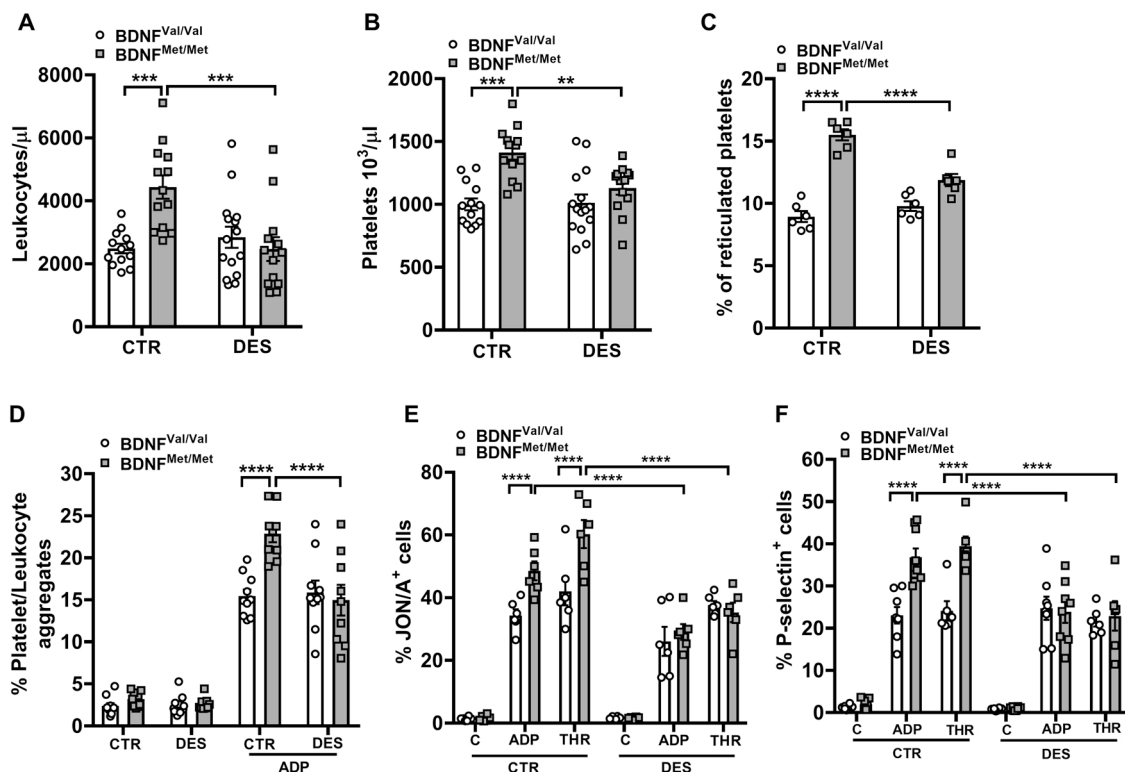 A
BDNF^Val/Val
BDNF^Met/Met
Leukocytes/µl
8000
6000
4000
2000
0
***
***
CTR
DES
B
BDNF^Val/Val
BDNF^Met/Met
Platelets 10^3/µl
2000
1500
1000
500
0
***
**
CTR
DES
C
BDNF^Val/Val
BDNF^Met/Met
% of reticulated platelets
20
15
10
5
0
****
****
CTR
DES
D
BDNF^Val/Val
BDNF^Met/Met
% Platelet/Leukocyte
aggregates
30
25
20
15
10
5
0
****
****
CTR
DES
CTR
DES
ADP
E
BDNF^Val/Val
BDNF^Met/Met
% JON/A^+ cells
80
60
40
20
0
****
****
****
****
C
ADP
THR
C
ADP
THR
CTR
DES
F
BDNF^Val/Val
BDNF^Met/Met
% P-selectin^+ cells
60
50
40
30
20
10
0
****
****
****
****
C
ADP
THR
C
ADP
THR
CTR
DES